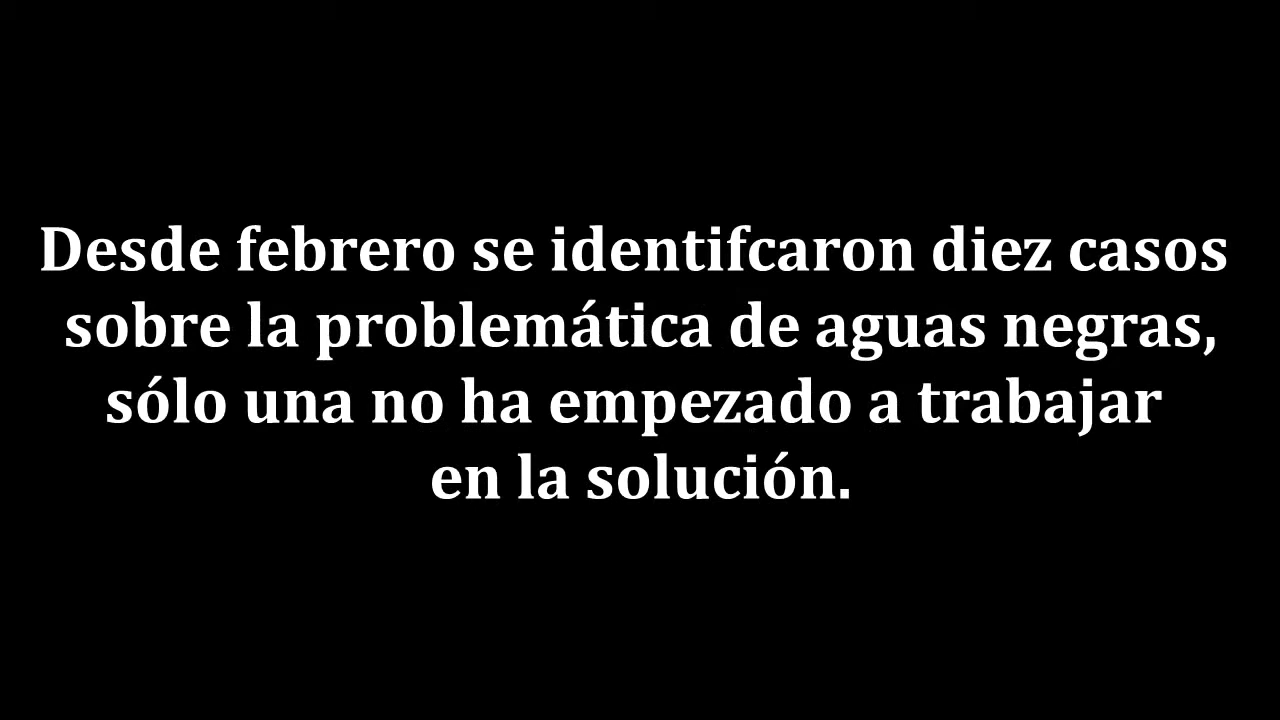 Desde febrero se identifcaron diez casos
sobre la problemática de aguas negras,
sólo una no ha empezado a trabajar
en la solución.